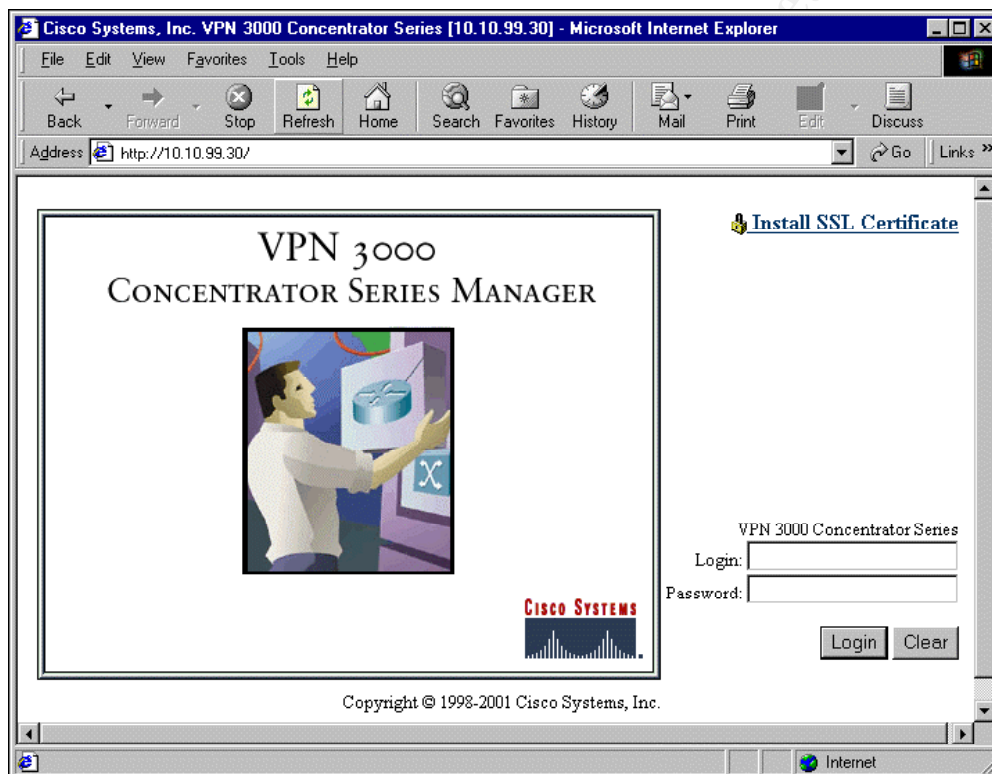 Cisco Systems, Inc. VPN 3000 Concentrator Series [10.10.99.30] - Microsoft Internet Explorer
File Edit View Favorites Tools Help
Back Forward Stop Refresh Home Search Favorites History Mail Print Edit Discuss
Address http://10.10.99.30/ Go Links »
Install SSL Certificate
VPN 3000
Concentrator Series Manager
VPN 3000 Concentrator Series
Login:
Password:
Cisco Systems
Login Clear
Copyright © 1998-2001 Cisco Systems, Inc.
Internet